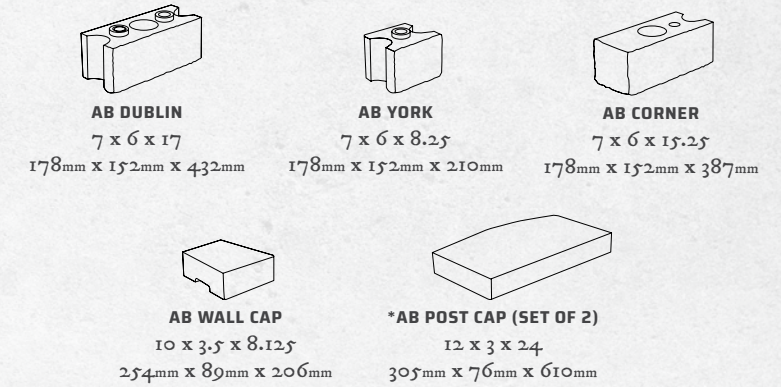 AB DUBLIN
7 x 6 x 17
178mm x 152mm x 432mm
AB YORK
7 x 6 x 8.25
178mm x 152mm x 210mm
AB CORNER
7 x 6 x 15.25
178mm x 152mm x 387mm
AB WALL CAP
10 x 3.5 x 8.125
254mm x 89mm x 206mm
*AB POST CAP (SET OF 2)
12 x 3 x 24
305mm x 76mm x 610mm